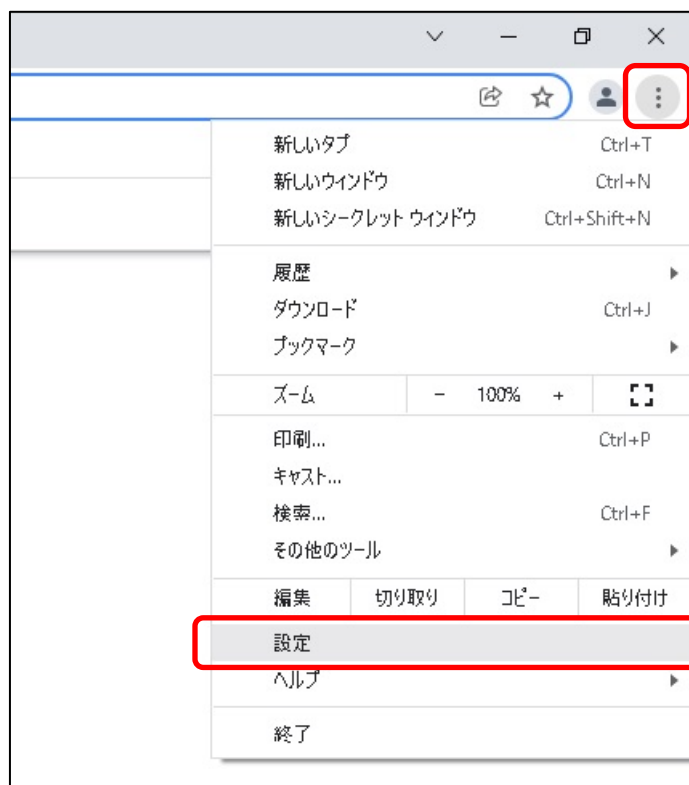 新しいタブ Ctrl+T
新しいウィンドウ Ctrl+N
新しいシークレット ウィンドウ Ctrl+Shift+N
履歴
ダウンロード Ctrl+J
ブックマーク
ズーム - 100% +
印刷... Ctrl+P
キャスト...
検索... Ctrl+F
その他のツール
編集 切り取り コピー 貼り付け
設定
ヘルプ
終了